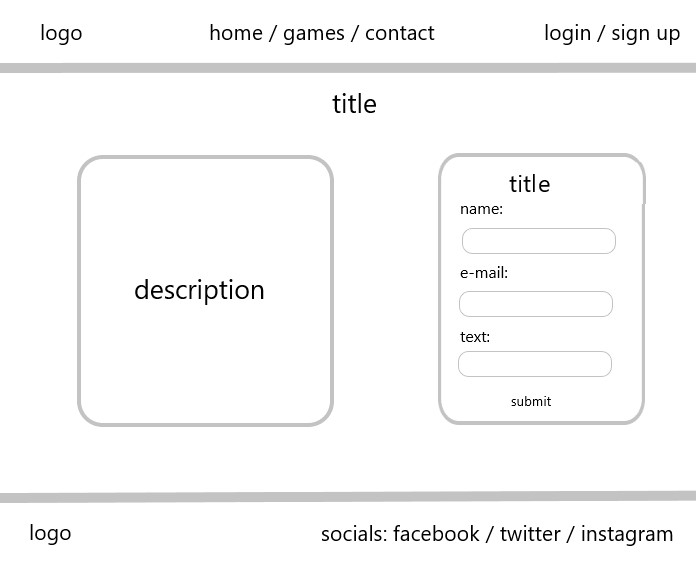 logo
home / games / contact
login / sign up
title
description
title
name:
e-mail:
text:
submit
logo
socials: facebook / twitter / instagram